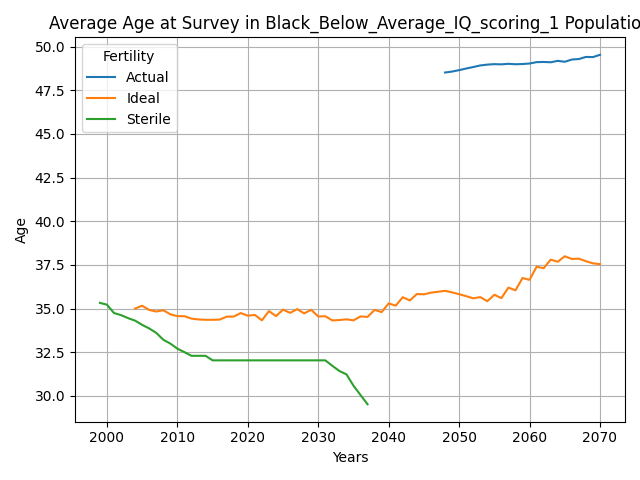 Average Age at Survey in Black_Below_Average_IQ_scoring_1 Populatio
Fertility
Actual
Ideal
Sterile
50.0
47.5
45.0
42.5
40.0
37.5
35.0
32.5
30.0
Age
2000 2010 2020 2030 2040 2050 2060 2070
Years